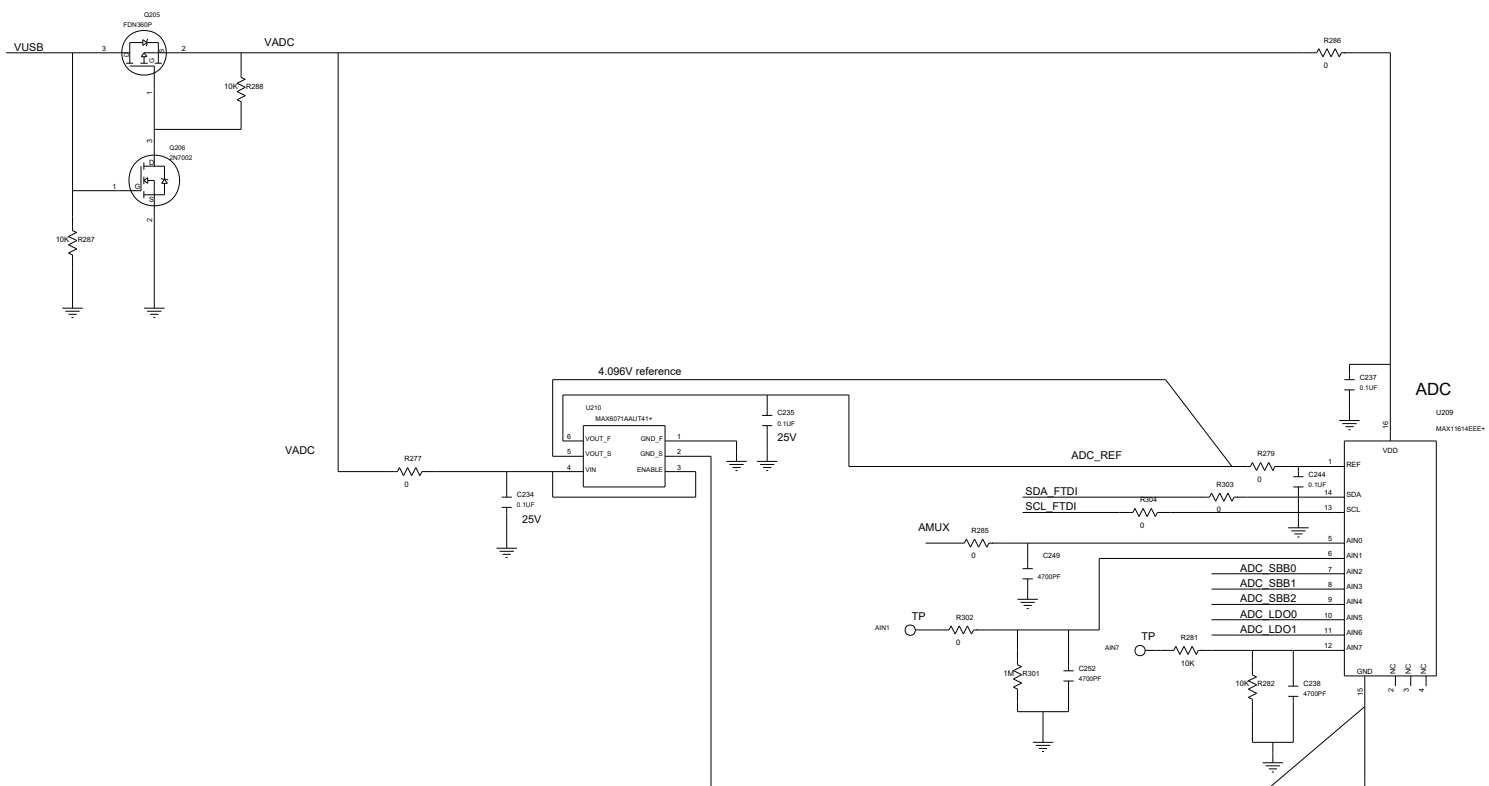 Q205
FDN360P
VUSB
3
D
S
G
2
VADC
1
10K
R288
3
Q206
2N7002
D
G
S
1
2
10K
R287
R286
0
4.096V reference
U210
MAX6071AAUT41+
6
VOUT_F
GND_F
1
5
VOUT_S
GND_S
2
4
VIN
ENABLE
3
C235
0.1UF
25V
VADC
R277
0
C234
0.1UF
25V
C237
0.1UF
ADC
U209
MAX11614EEE+
16
VDD
ADC_REF
R279
0
1
REF
C244
0.1UF
SDA_FTDI
R303
0
14
SDA
SCL_FTDI
R304
0
13
SCL
AMUX
R285
0
5
AIN0
C249
4700PF
6
AIN1
ADC_SBB0
7
AIN2
ADC_SBB1
8
AIN3
ADC_SBB2
9
AIN4
ADC_LDO0
10
AIN5
ADC_LDO1
11
AIN6
12
AIN7
AIN1
TP
R302
0
1M
R301
C252
4700PF
AIN7
TP
R281
10K
10K
R282
C238
4700PF
GND
NC
NC
NC
15
2
3
4